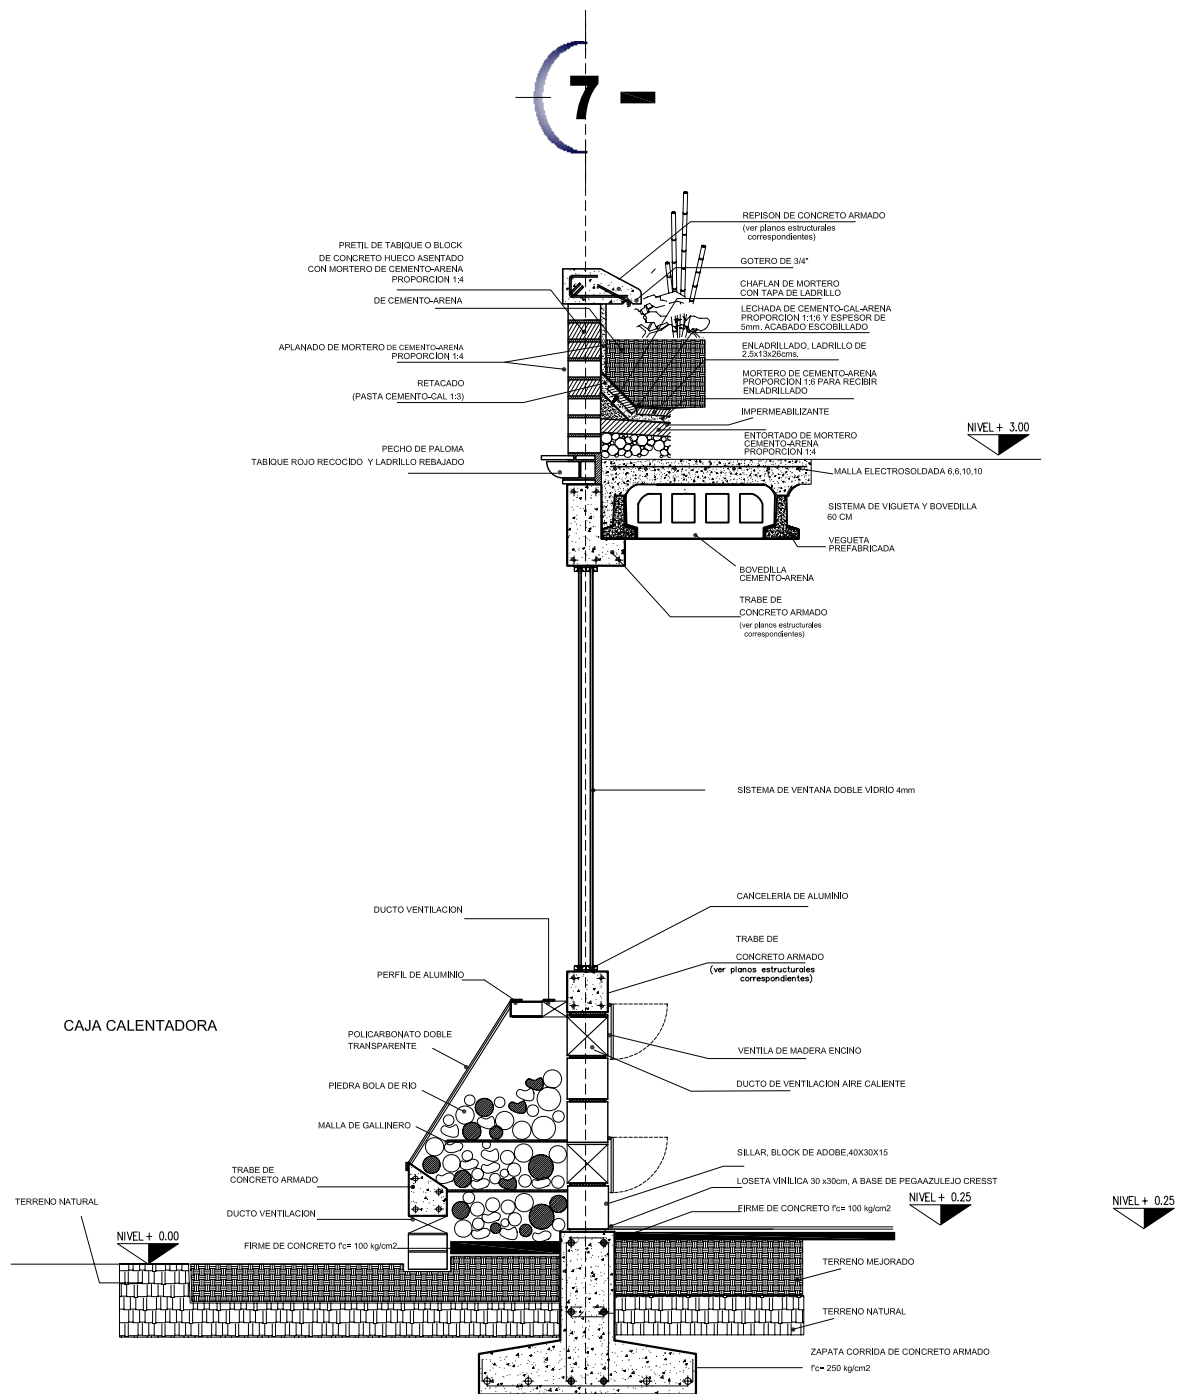 7
REPISON DE CONCRETO ARMADO
(ver planos estructurales
correspondientes)
GOTERO DE 3/4"
CHAFLAN DE MORTERO
CON TAPA DE LADRILLO
LECHADA DE CEMENTO-CAL-ARENA
PROPORCION 1:1:6 Y ESPESOR DE
5mm. ACABADO ESCOBILLADO
ENLADRILLADO, LADRILLO DE
2.5x13x26cms.
MORTERO DE CEMENTO-ARENA
PROPORCION 1:6 PARA RECIBIR
ENLADRILLADO
IMPERMEABILIZANTE
ENTORTADO DE MORTERO
CEMENTO-ARENA
PROPORCION 1:4
PRETIL DE TABIQUE O BLOCK
DE CONCRETO HUECO ASENTADO
CON MORTERO DE CEMENTO-ARENA
PROPORCION 1:4
DE CEMENTO-ARENA
APLANADO DE MORTERO DE CEMENTO-ARENA
PROPORCION 1:4
RETACADO
(PASTA CEMENTO-CAL 1:3)
PECHO DE PALOMA
TABIQUE ROJO RECOCIDO Y LADRILLO REBAJADO
NIVEL + 3.00
MALLA ELECTROSOLDADA 6,6,10,10
SISTEMA DE VIGUETA Y BOVEDILLA
60 CM
VEGUETA
PREFABRICADA
BOVEDILLA
CEMENTO-ARENA
TRABE DE
CONCRETO ARMADO
(ver planos estructurales
correspondientes)
SISTEMA DE VENTANA DOBLE VIDRIO 4mm
CANCELERÍA DE ALUMINIO
TRABE DE
CONCRETO ARMADO
(ver planos estructurales
correspondientes)
DUCTO VENTILACION
PERFIL DE ALUMINIO
CAJA CALENTADORA
POLICARBONATO DOBLE
TRANSPARENTE
VENTILA DE MADERA ENCINO
DUCTO DE VENTILACION AIRE CALIENTE
PIEDRA BOLA DE RIO
MALLA DE GALLINERO
SILLAR, BLOCK DE ADOBE,40X30X15
TRABE DE
CONCRETO ARMADO
LOSETA VINÍLICA 30 x30cm, A BASE DE PEGAAZULEJO CRESST
TERRENO NATURAL
DUCTO VENTILACION
FIRME DE CONCRETO f'c= 100 kg/cm2
NIVEL + 0.25
NIVEL + 0.25
NIVEL + 0.00
FIRME DE CONCRETO f'c= 100 kg/cm2
TERRENO MEJORADO
TERRENO NATURAL
ZAPATA CORRIDA DE CONCRETO ARMADO
f'c= 250 kg/cm2